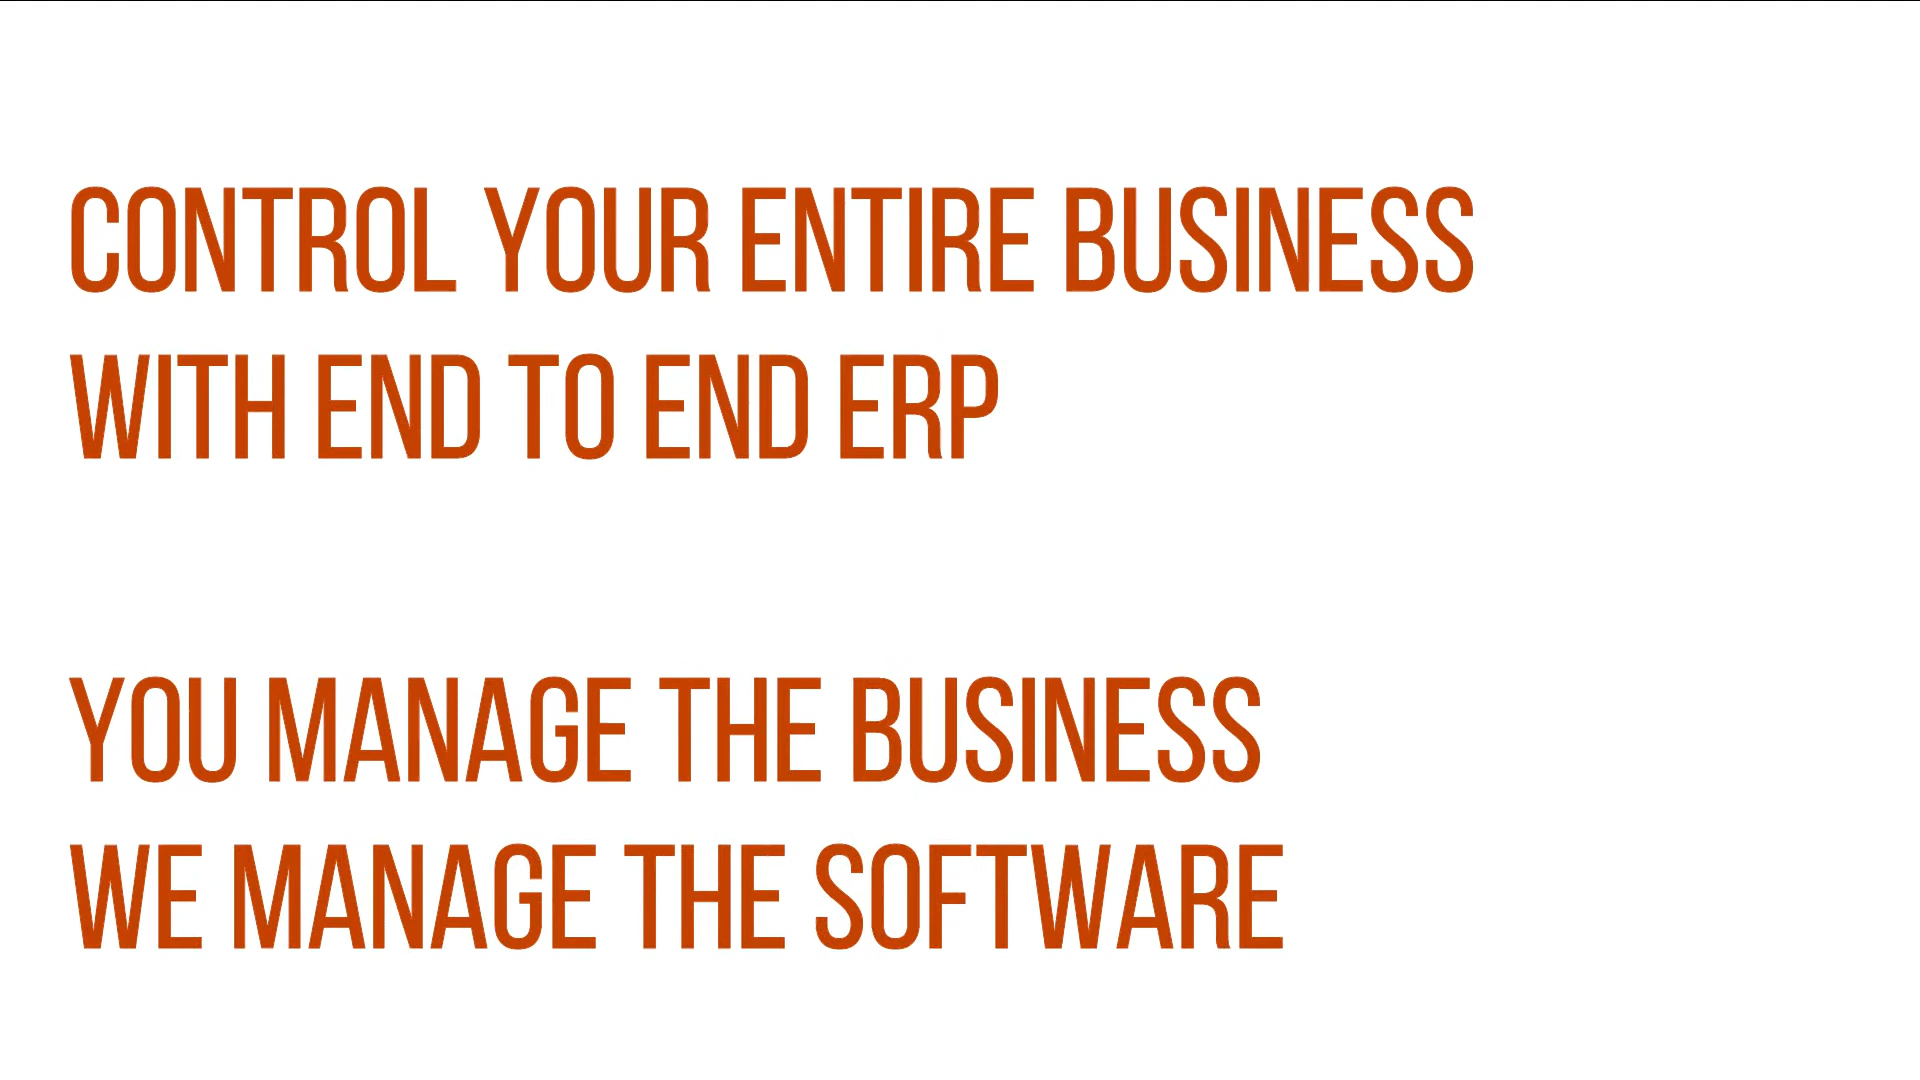 CONTROL YOUR ENTIRE BUSINESS
WITH END TO END ERP
YOU MANAGE THE BUSINESS
WE MANAGE THE SOFTWARE